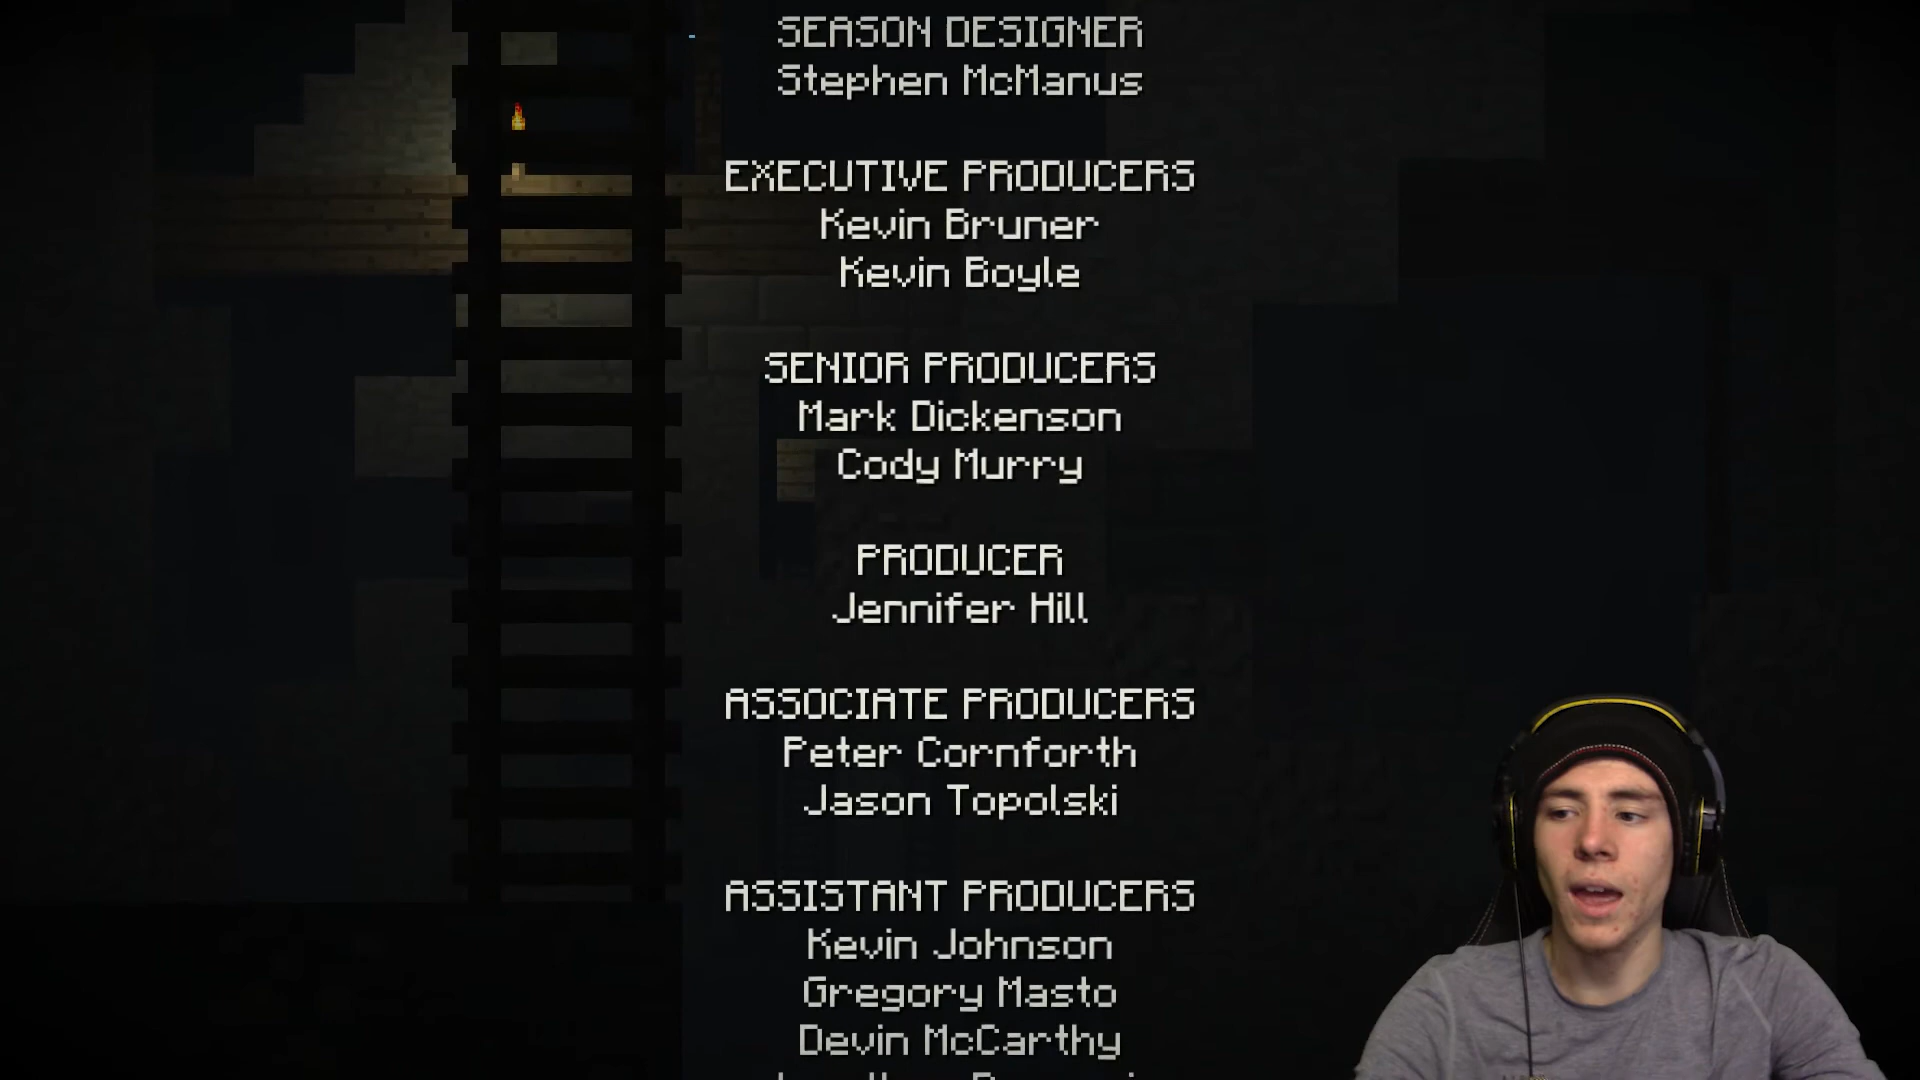 SEASON DESIGNER
Stephen McManus
EXECUTIVE PRODUCERS
Kevin Bruner
Kevin Boyle
SENIOR PRODUCERS
Mark Dickenson
Cody Murry
PRODUCER
Jennifer Hill
ASSOCIATE PRODUCERS
Peter Cornforth
Jason Topolski
ASSISTANT PRODUCERS
Kevin Johnson
Gregory Masto
Devin McCarthy